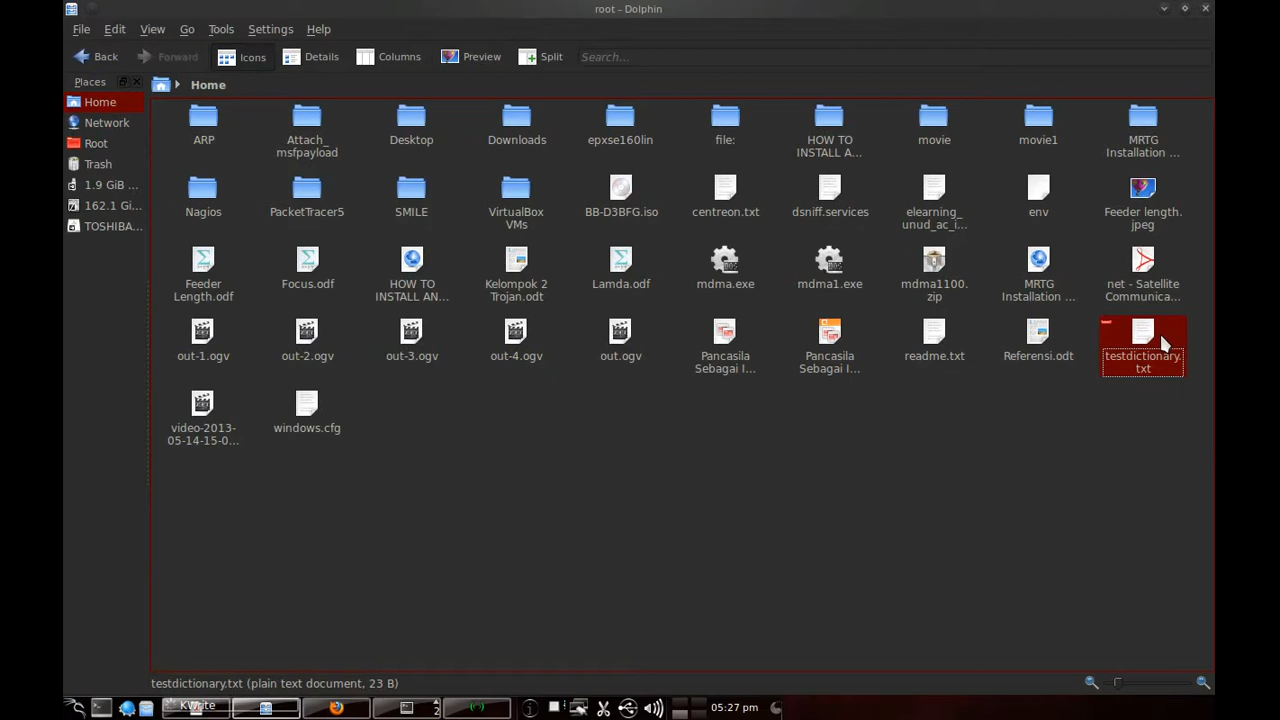 root - Dolphin
File Edit View Go Tools Settings Help
Back Forward Icons Details Columns Preview Split Search...
Places
Home
Home
Network
Root
Trash
1.9 GiB ...
162.1 Gi...
TOSHIBA...
ARP
Attach_
msfpayload
Desktop
Downloads
epxse160lin
file:
HOW TO
INSTALL A...
movie
movie1
MRTG
Installation ...
Nagios
PacketTracer5
SMILE
VirtualBox
VMs
BB-D3BFG.iso
centreon.txt
dsniff.services
elearning_
unud_ac_i...
env
Feeder length.
jpeg
Feeder
Length.odf
Focus.odf
HOW TO
INSTALL AN...
Kelompok 2
Trojan.odt
Lamda.odf
mdma.exe
mdma1.exe
mdma1100.
zip
MRTG
Installation ...
net - Satellite
Communica...
out-1.ogv
out-2.ogv
out-3.ogv
out-4.ogv
out.ogv
Pancasila
Sebagai I...
Pancasila
Sebagai I...
readme.txt
Referensi.odt
testdictionary.
txt
video-2013-
05-14-15-0...
windows.cfg
testdictionary.txt (plain text document, 23 B)
KWrite
2
05:27 pm